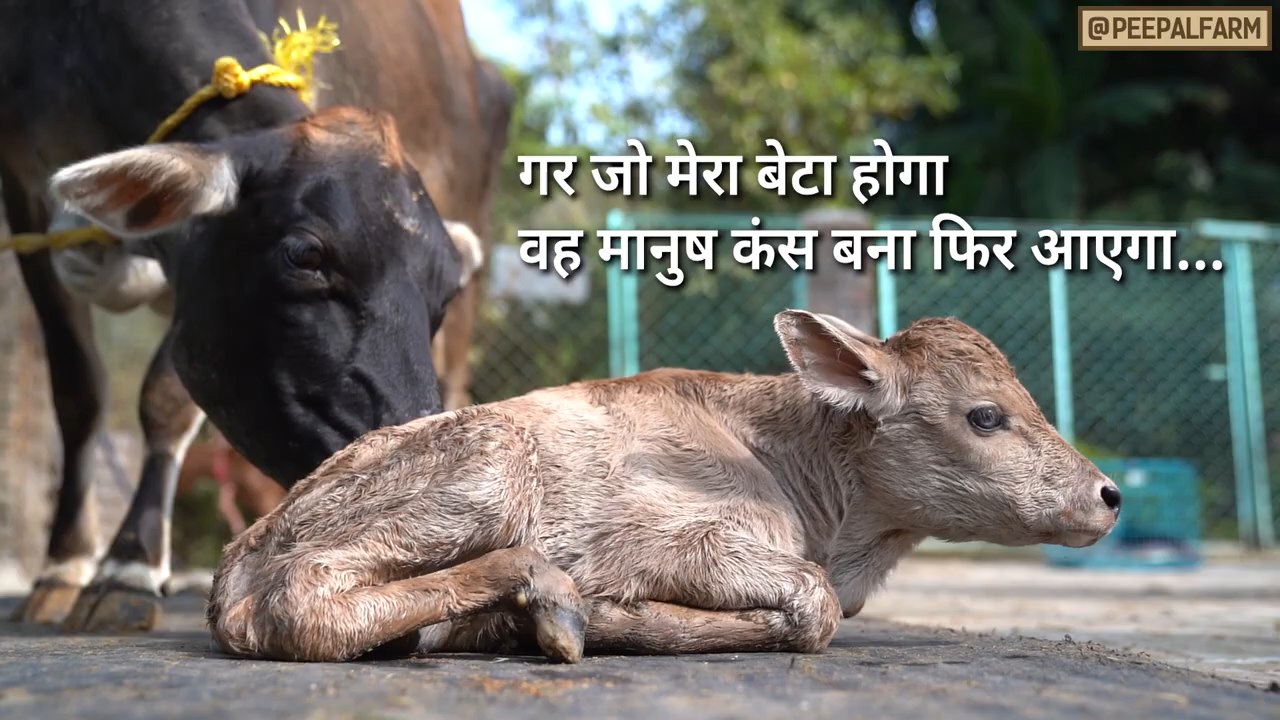 @PEEPALFARM
गर जो मेरा बेटा होगा
वह मानुष कंस बना फिर आएगा...